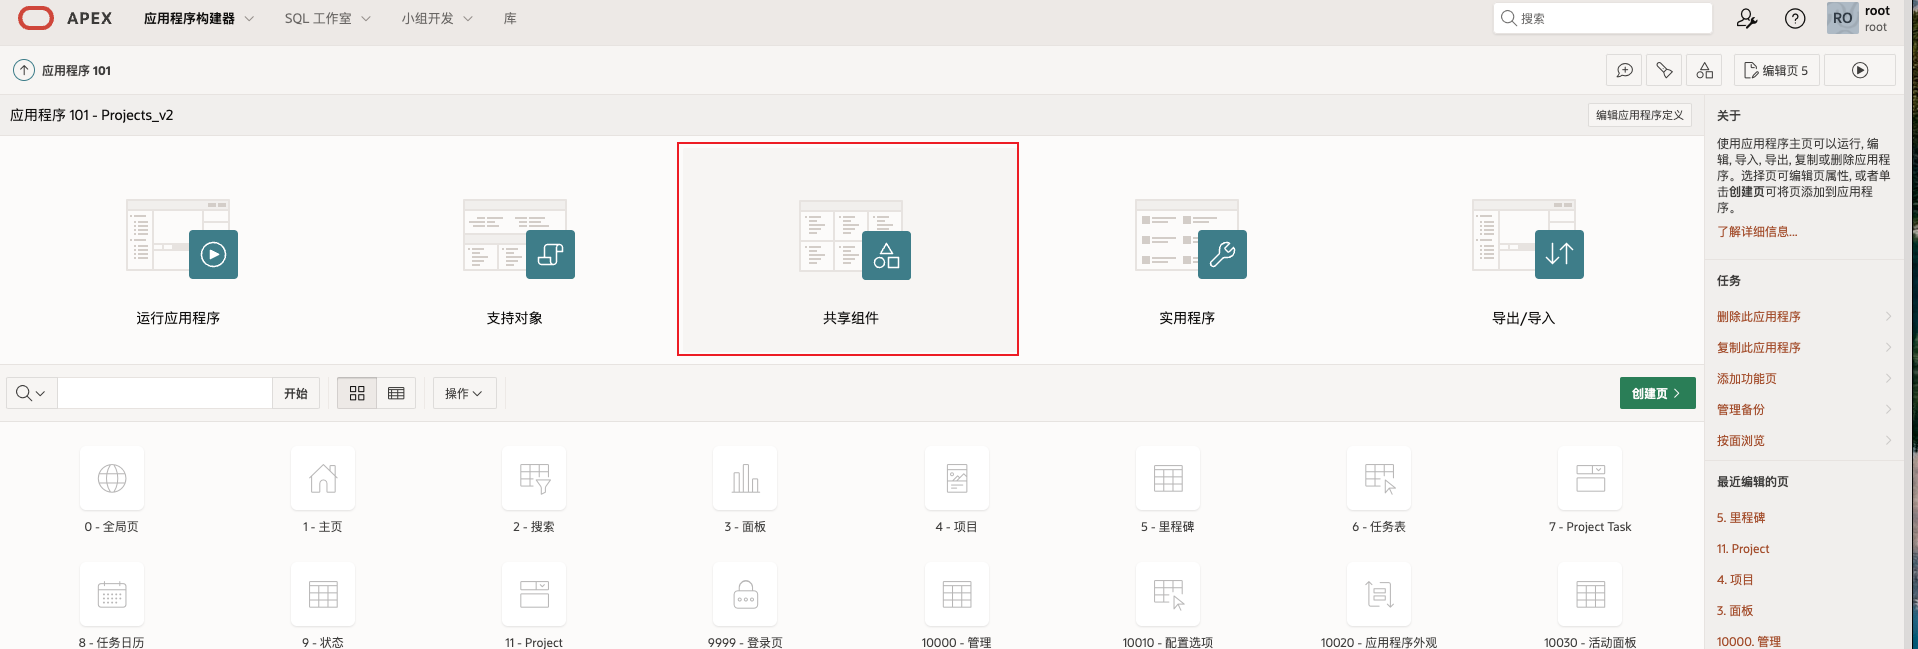 APEX
应用程序构建器
SQL 工作室
小组开发
库
搜索
RO
root
root
应用程序 101
编辑页 5
应用程序 101 - Projects_v2
编辑应用程序定义
运行应用程序
支持对象
共享组件
实用程序
导出/导入
开始
操作
创建页
0 - 全局页
1 - 主页
2 - 搜索
3 - 面板
4 - 项目
5 - 里程碑
6 - 任务表
7 - Project Task
8 - 任务日历
9 - 状态
11 - Project
9999 - 登录页
10000 - 管理
10010 - 配置选项
10020 - 应用程序外观
10030 - 活动面板
关于
使用应用程序主页可以运行, 编
辑, 导入, 导出, 复制或删除应用程
序。选择页可编辑页属性, 或者单
击创建页可将页添加到应用程
序。
了解详细信息...
任务
删除此应用程序
复制此应用程序
添加功能页
管理备份
按面浏览
最近编辑的页
5. 里程碑
11. Project
4. 项目
3. 面板
10000. 管理